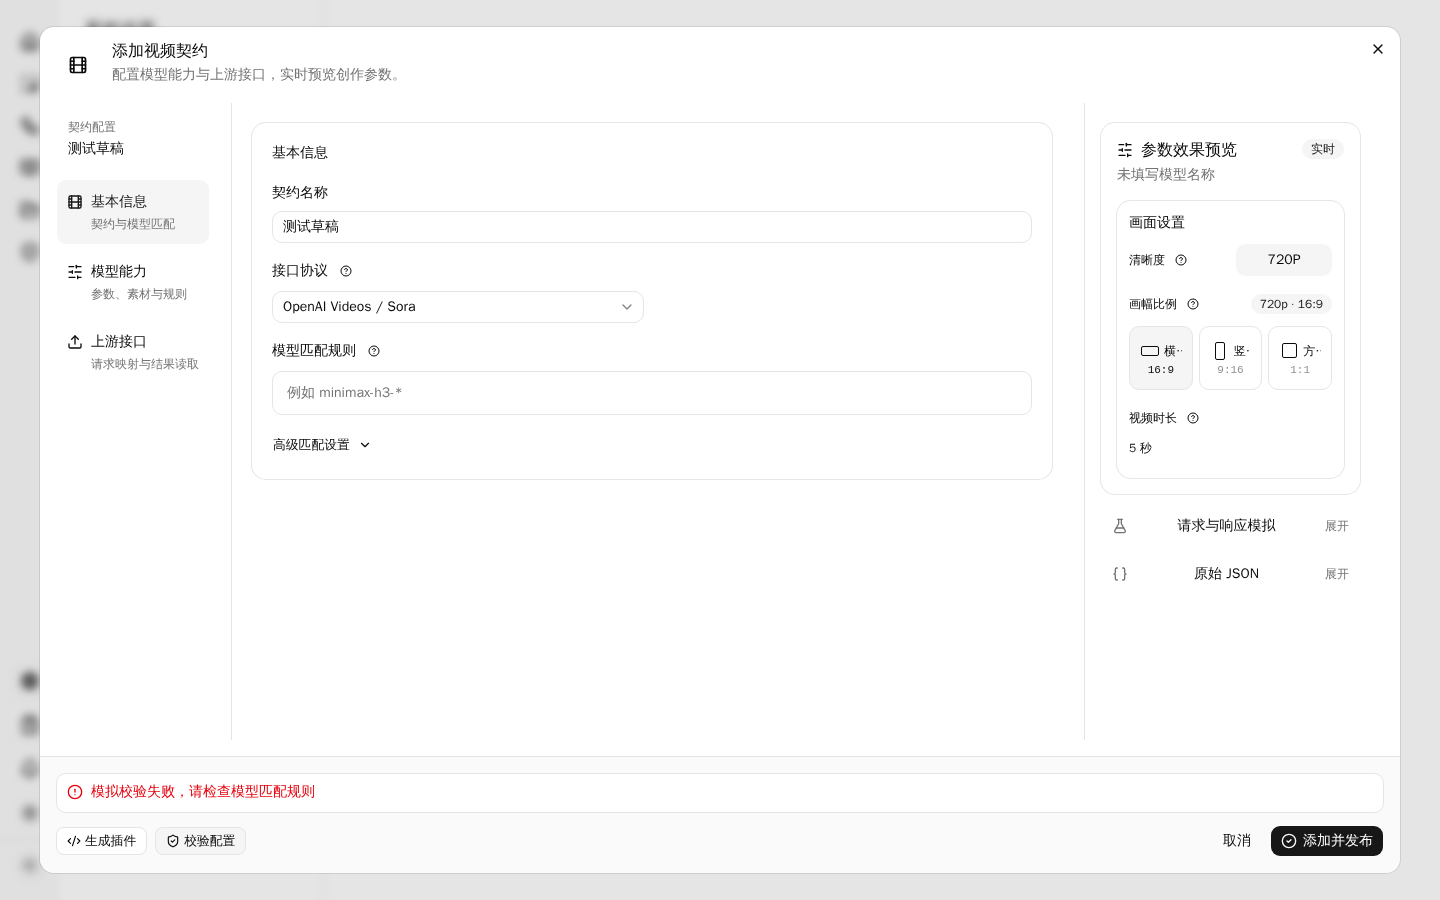 添加视频契约
配置模型能力与上游接口，实时预览创作参数。
契约配置
测试草稿
基本信息
契约与模型匹配
模型能力
参数、素材与规则
上游接口
请求映射与结果读取
基本信息
契约名称
测试草稿
接口协议
OpenAI Videos / Sora
模型匹配规则
例如 minimax-h3-*
高级匹配设置
参数效果预览
实时
未填写模型名称
画面设置
清晰度
720P
画幅比例
720p · 16:9
横··
16:9
竖·
9:16
方··
1:1
视频时长
5 秒
请求与响应模拟
展开
原始 JSON
展开
模拟校验失败，请检查模型匹配规则
生成插件
校验配置
取消
添加并发布